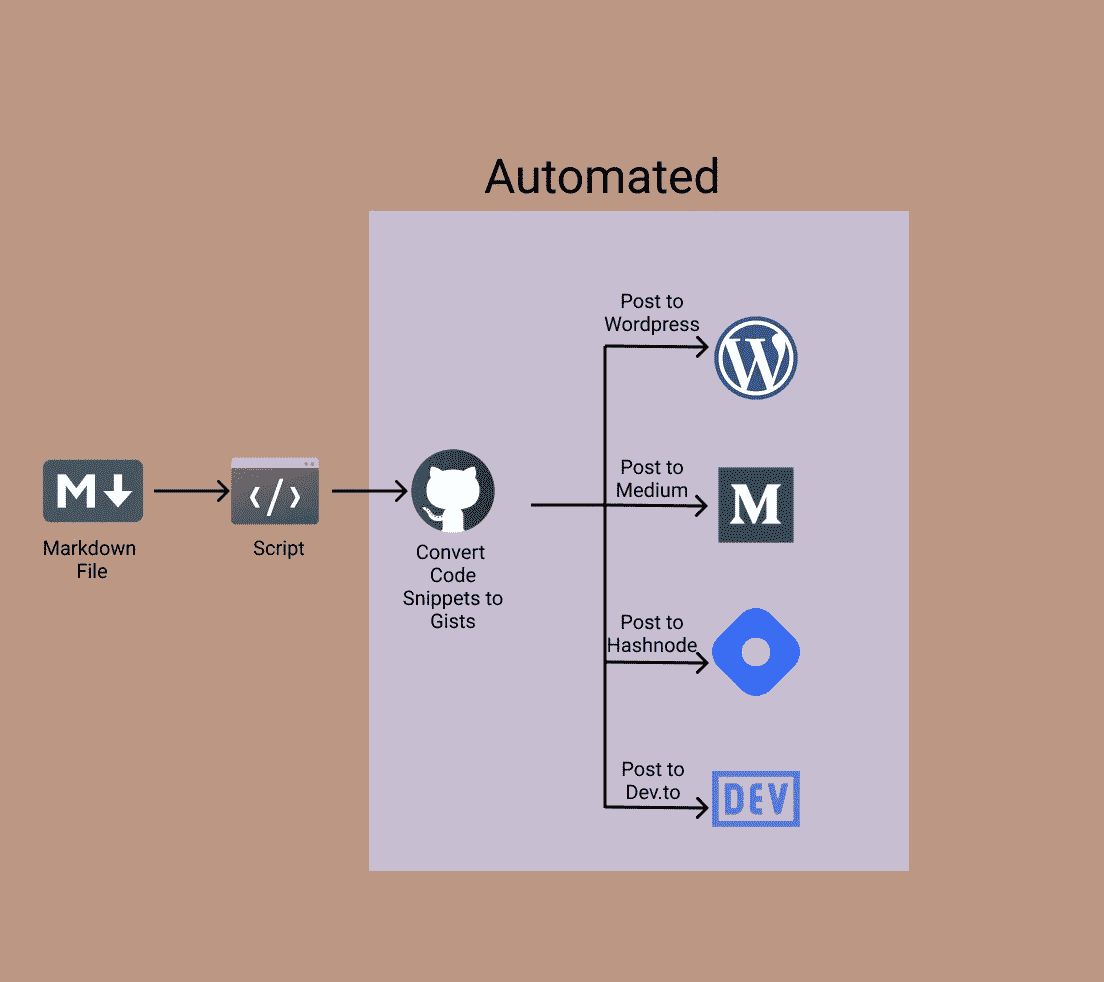 Automated
Post to
Wordpress
W
Post to
Medium
M
M
</>
Markdown
File
Script
Convert
Code
Snippets to
Gists
Post to
Hashnode
Post to
Dev.to
DEV